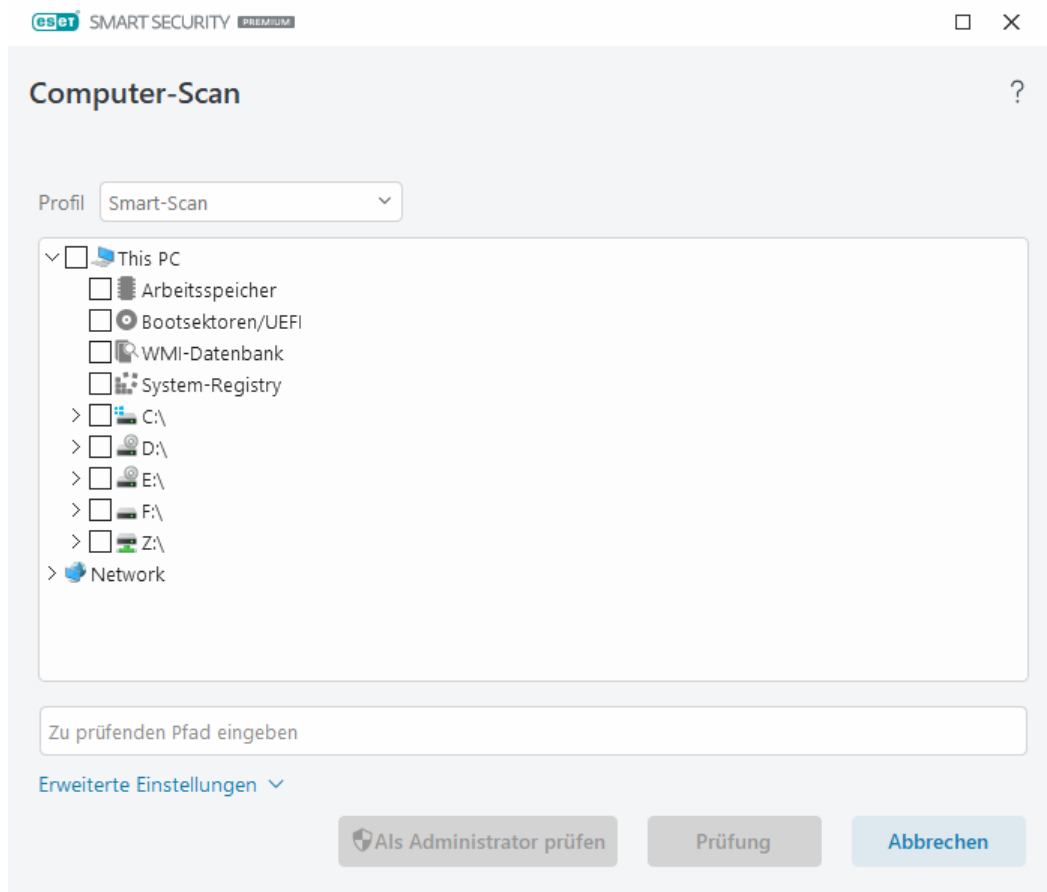 eset SMART SECURITY PREMIUM
Computer-Scan
?
Profil Smart-Scan
This PC
Arbeitsspeicher
Bootsektoren/UEFI
WMI-Datenbank
System-Registry
C:\
D:\
E:\
F:\
Z:\
Network
Zu prüfenden Pfad eingeben
Erweiterte Einstellungen
Als Administrator prüfen Prüfung Abbrechen